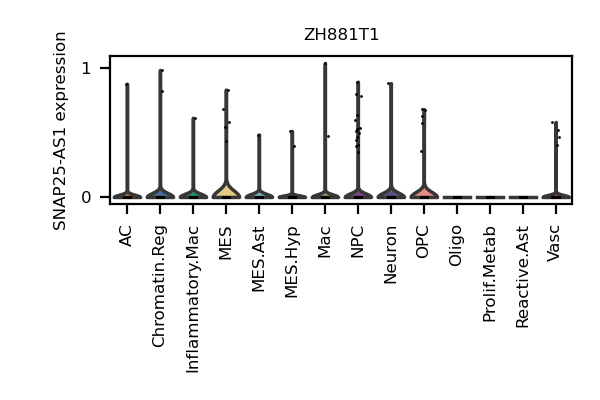 ZH881T1
SNAP25-AS1 expression
1
0
AC
Chromatin.Reg
Inflammatory.Mac
MES
MES.Ast
MES.Hyp
Mac
NPC
Neuron
OPC
Oligo
Prolif.Metab
Reactive.Ast
Vasc